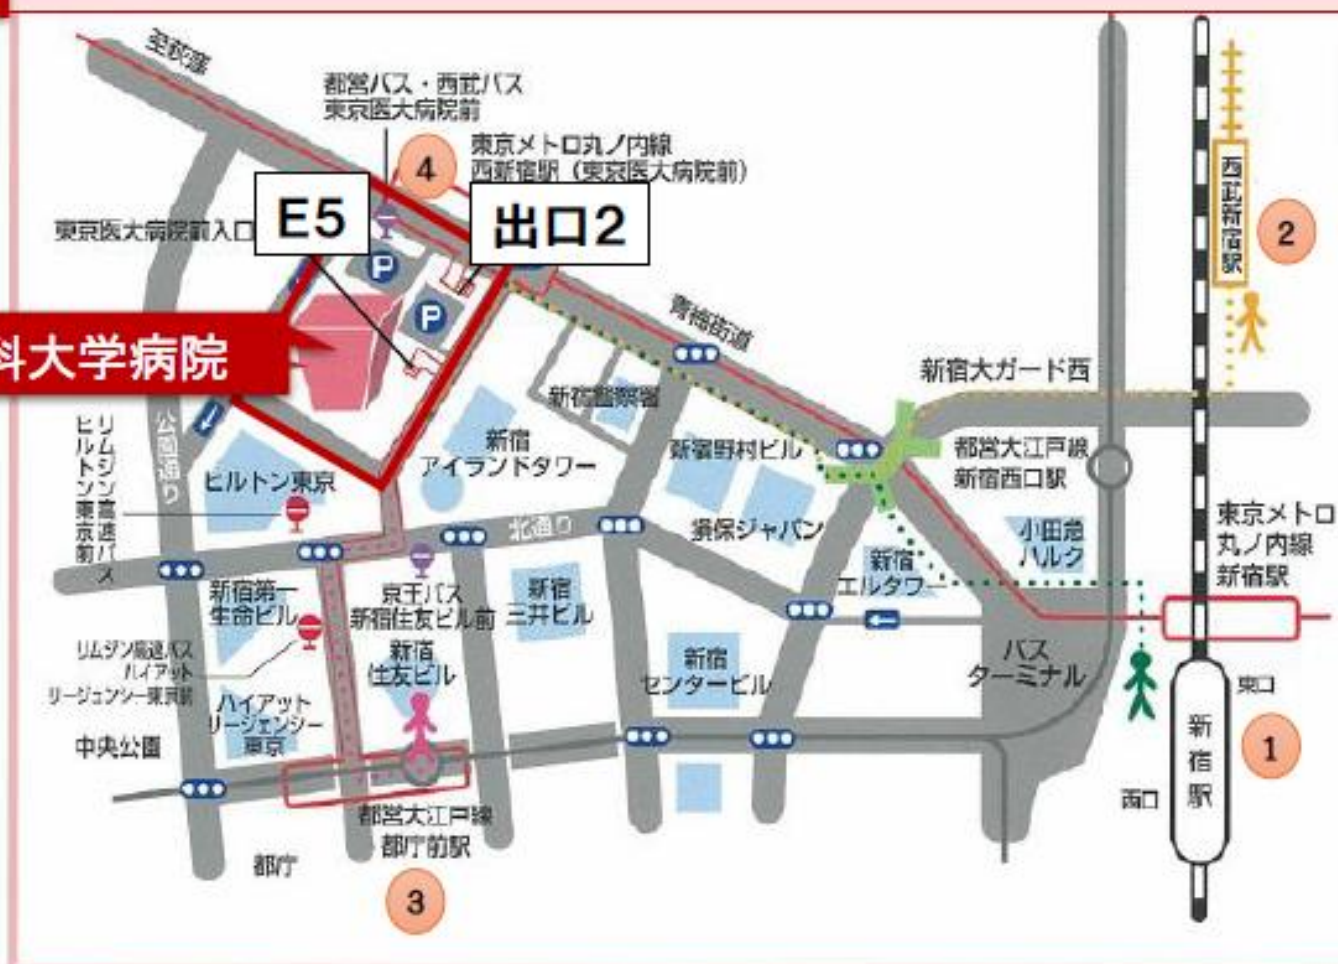 至荻窪
都営バス・西武バス
東京医大病院前
4
東京メトロ丸ノ内線
西新宿駅（東京医大病院前）
E5
出口2
東京医大病院前入口
P
P
科大学病院
青梅街道
西武新宿駅
2
新宿大ガード西
新宿警察署
新宿
アイランドタワー
新宿野村ビル
都営大江戸線
新宿西口駅
リムジン高速バス
ヒルトン東京前
公園通り
ヒルトン東京
損保ジャパン
小田急
ハルク
東京メトロ
丸ノ内線
新宿駅
北通り
新宿
エルタワー
新宿第一
生命ビル
京王バス
新宿住友ビル前
新宿
三井ビル
リムジン高速バス
ハイアット
リージェンシー東京前
新宿
住友ビル
新宿
センタービル
バス
ターミナル
東口
ハイアット
リージェンシー
東京
中央公園
新宿駅
1
西口
都営大江戸線
都庁前駅
都庁
3